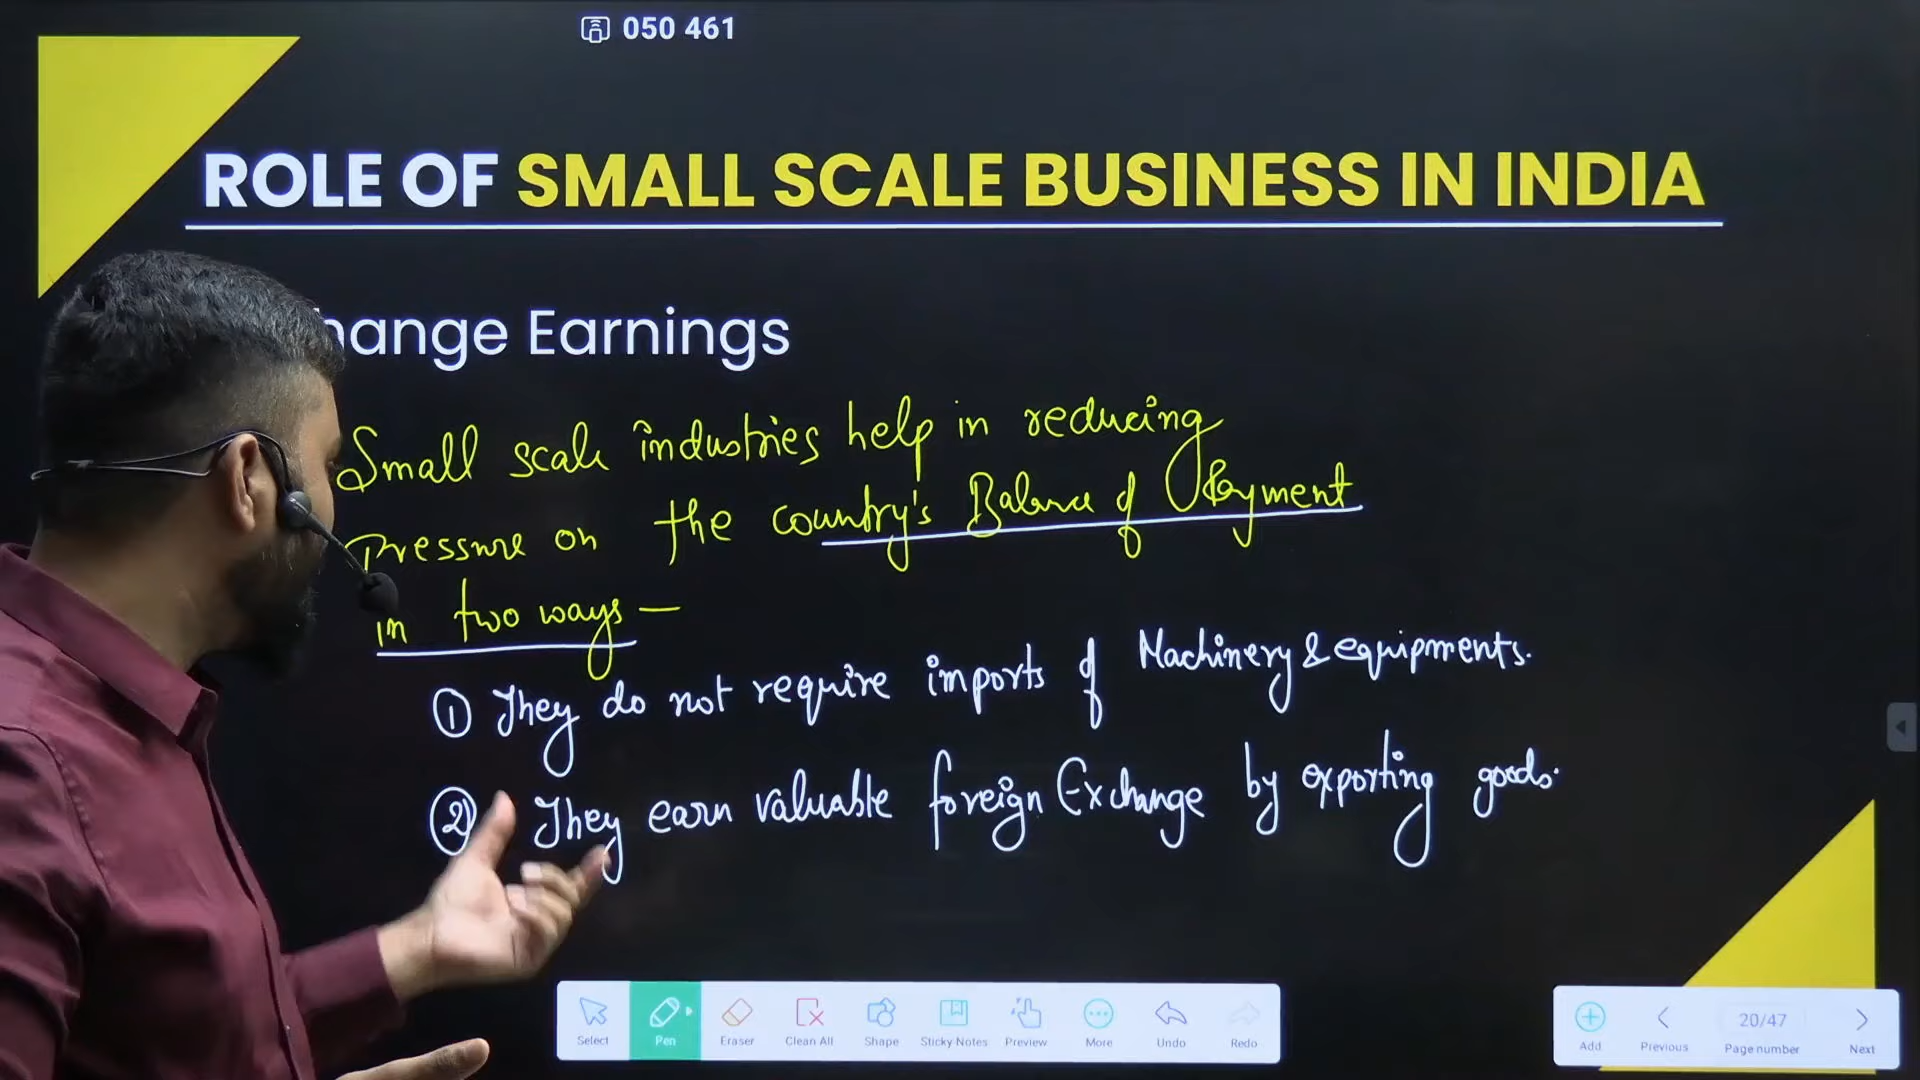 050 461
ROLE OF SMALL SCALE BUSINESS IN INDIA
hange Earnings
Small scale industries help in reducing
Pressure on the country's Balance of Payment
in two ways —
① They do not require imports of Machinery & equipments.
② They earn valuable foreign Exchange by exporting goods.
Select Pen Eraser Clean All Shape Sticky Notes Preview More Undo Redo
Add Previous 20/47 Page number Next